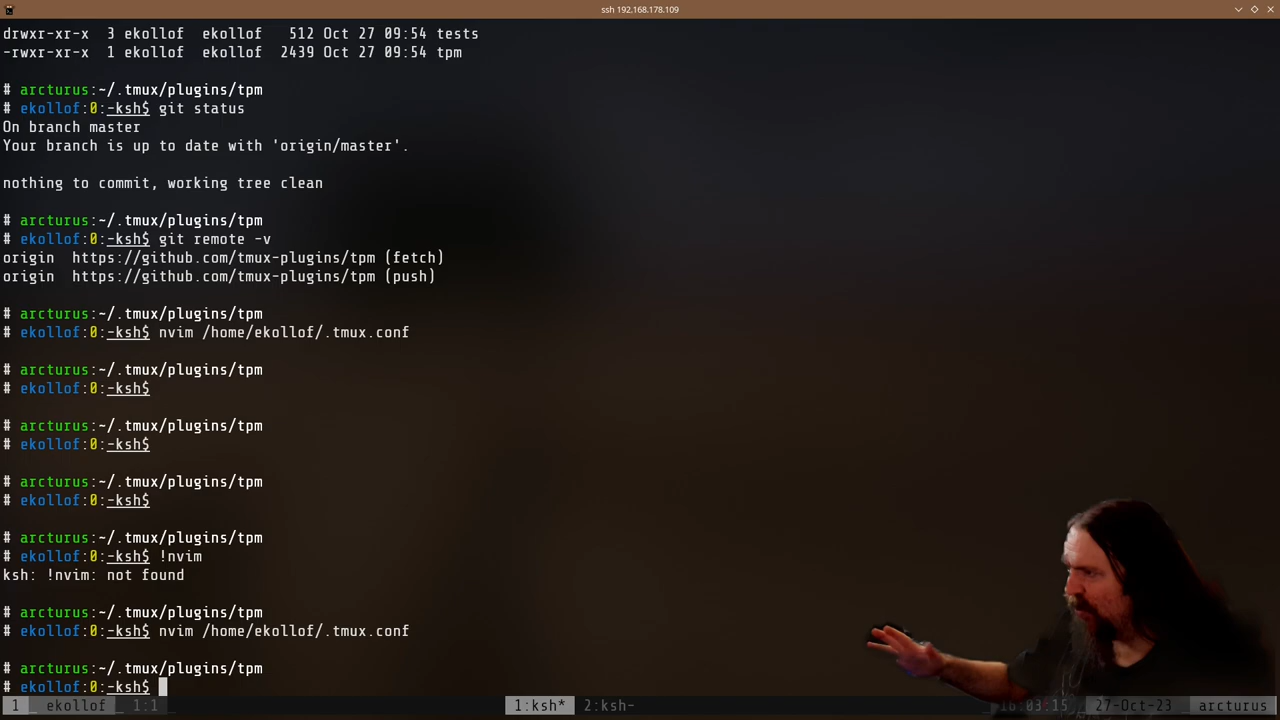 ssh 192.168.178.109
drwxr-xr-x 3 ekollof ekollof 512 Oct 27 09:54 tests
-rwxr-xr-x 1 ekollof ekollof 2439 Oct 27 09:54 tpm
# arcturus:~/.tmux/plugins/tpm
# ekollof:0:-ksh$ git status
On branch master
Your branch is up to date with 'origin/master'.
nothing to commit, working tree clean
# arcturus:~/.tmux/plugins/tpm
# ekollof:0:-ksh$ git remote -v
origin https://github.com/tmux-plugins/tpm (fetch)
origin https://github.com/tmux-plugins/tpm (push)
# arcturus:~/.tmux/plugins/tpm
# ekollof:0:-ksh$ nvim /home/ekollof/.tmux.conf
# arcturus:~/.tmux/plugins/tpm
# ekollof:0:-ksh$
# arcturus:~/.tmux/plugins/tpm
# ekollof:0:-ksh$
# arcturus:~/.tmux/plugins/tpm
# ekollof:0:-ksh$
# arcturus:~/.tmux/plugins/tpm
# ekollof:0:-ksh$ !nvim
ksh: !nvim: not found
# arcturus:~/.tmux/plugins/tpm
# ekollof:0:-ksh$ nvim /home/ekollof/.tmux.conf
# arcturus:~/.tmux/plugins/tpm
# ekollof:0:-ksh$
1 ekollof 1:1 1:ksh* 2:ksh- 16:03:15 27-Oct-23 arcturus